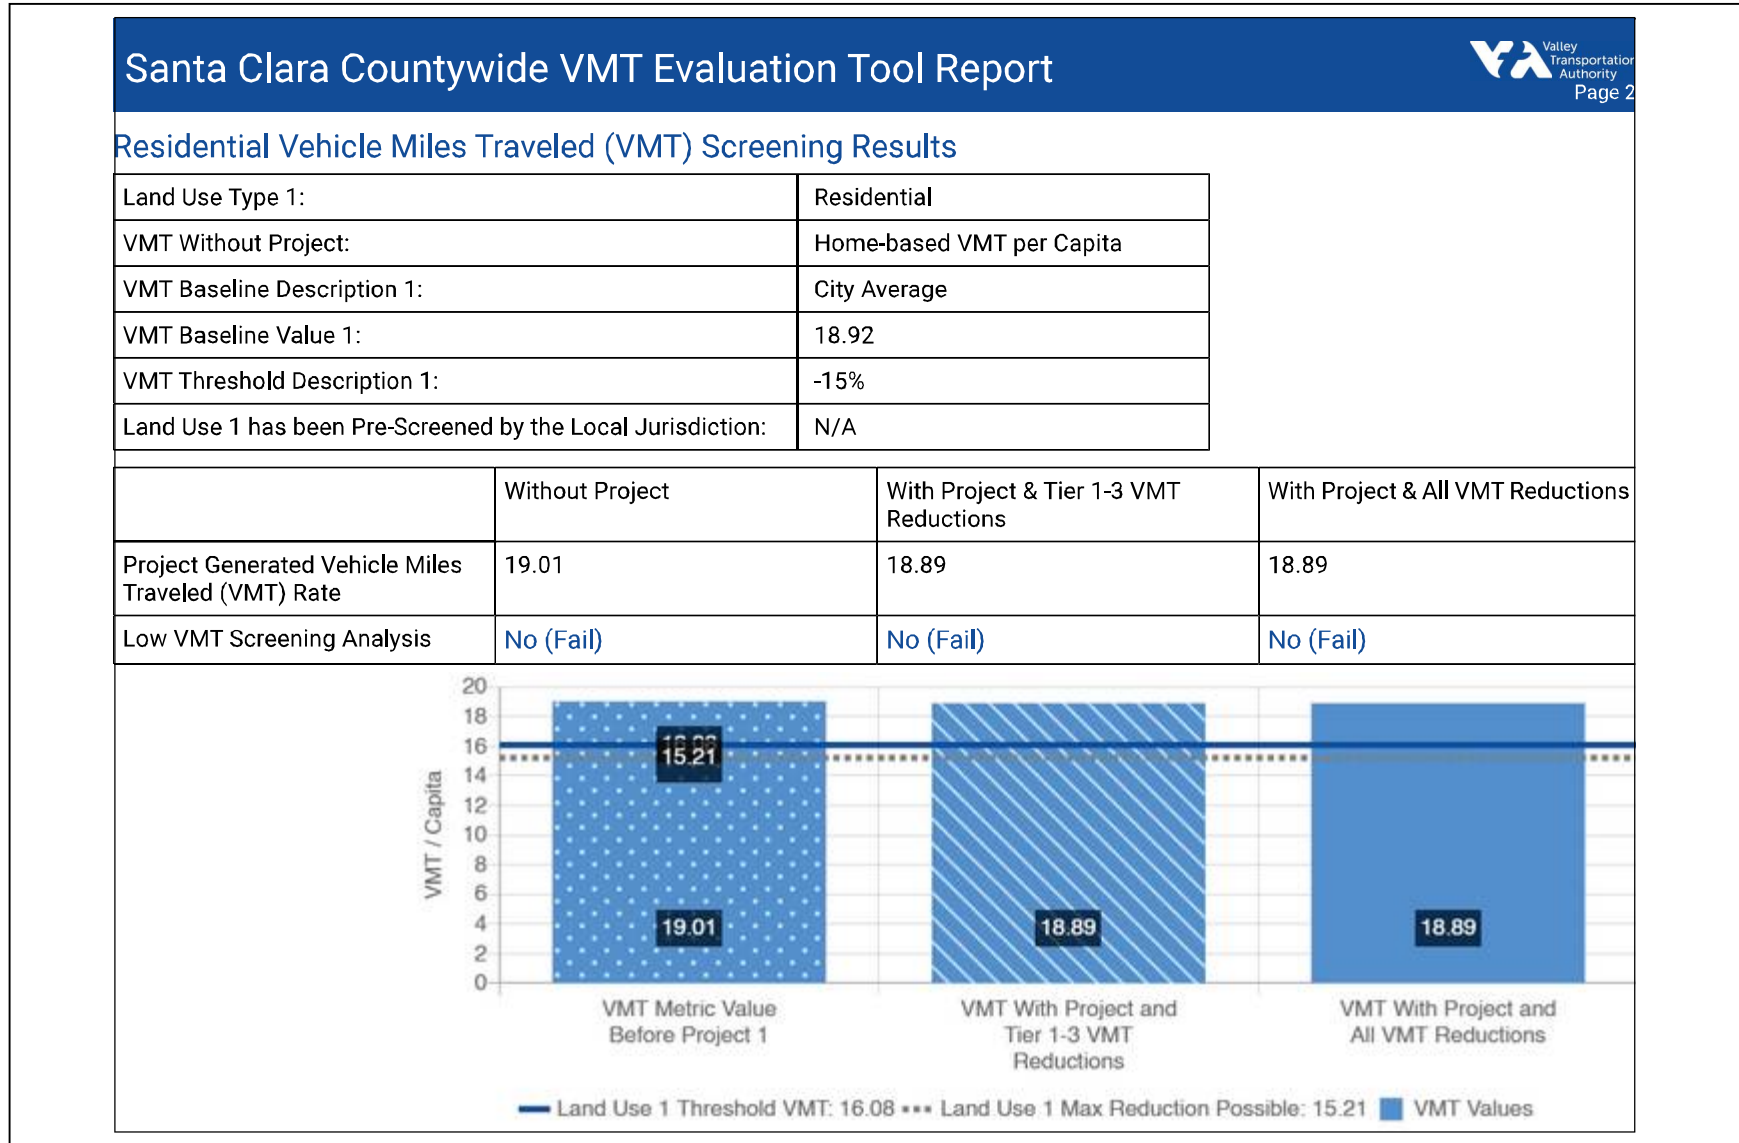 Santa Clara Countywide VMT Evaluation Tool Report
Valley
Transportation
Authority
Page 2
Residential Vehicle Miles Traveled (VMT) Screening Results
Land Use Type 1: Residential
VMT Without Project: Home-based VMT per Capita
VMT Baseline Description 1: City Average
VMT Baseline Value 1: 18.92
VMT Threshold Description 1: -15%
Land Use 1 has been Pre-Screened by the Local Jurisdiction: N/A
Without Project With Project & Tier 1-3 VMT With Project & All VMT Reductions
Reductions
Project Generated Vehicle Miles 19.01 18.89 18.89
Traveled (VMT) Rate
Low VMT Screening Analysis No (Fail) No (Fail) No (Fail)
VMT / Capita
20
18
16
14
12
10
8
6
4
2
0
16.08
15.21
19.01
18.89
18.89
VMT Metric Value
Before Project 1
VMT With Project and
Tier 1-3 VMT
Reductions
VMT With Project and
All VMT Reductions
Land Use 1 Threshold VMT: 16.08 Land Use 1 Max Reduction Possible: 15.21 VMT Values